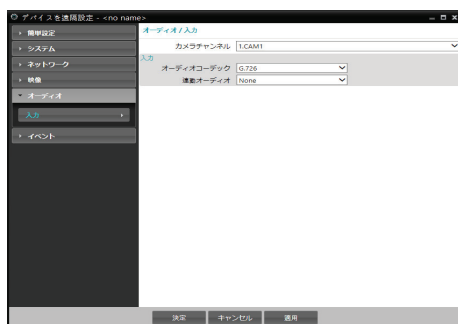 デバイスを遠隔設定 - <no name>
簡単設定
システム
ネットワーク
映像
オーディオ
入力
イベント
オーディオ / 入力
カメラチャンネル 1.CAM1
入力
オーディオコーデック G.726
連動オーディオ None
決定 キャンセル 適用